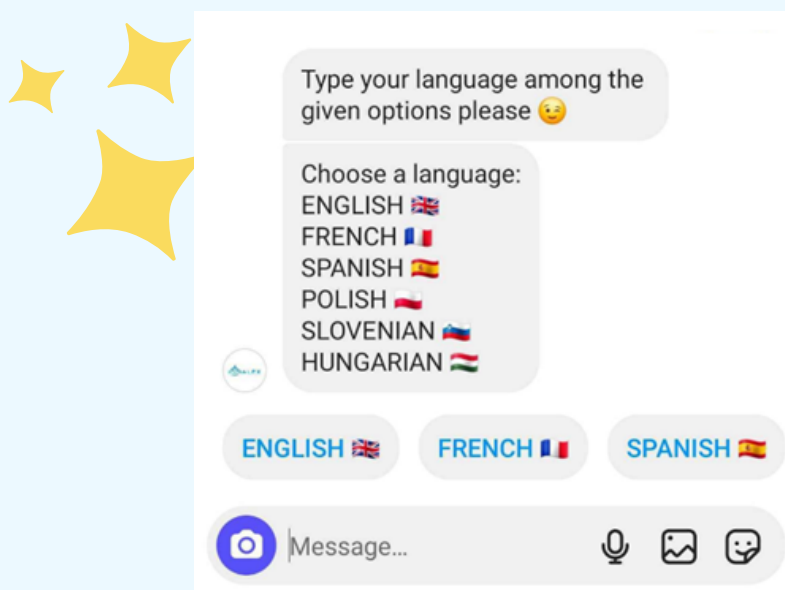 Type your language among the
given options please 😉
Choose a language:
ENGLISH 🇬🇧
FRENCH 🇫🇷
SPANISH 🇪🇸
POLISH 🇵🇱
SLOVENIAN 🇸🇮
HUNGARIAN 🇭🇺
ENGLISH 🇬🇧 FRENCH 🇫🇷 SPANISH 🇪🇸
Message...